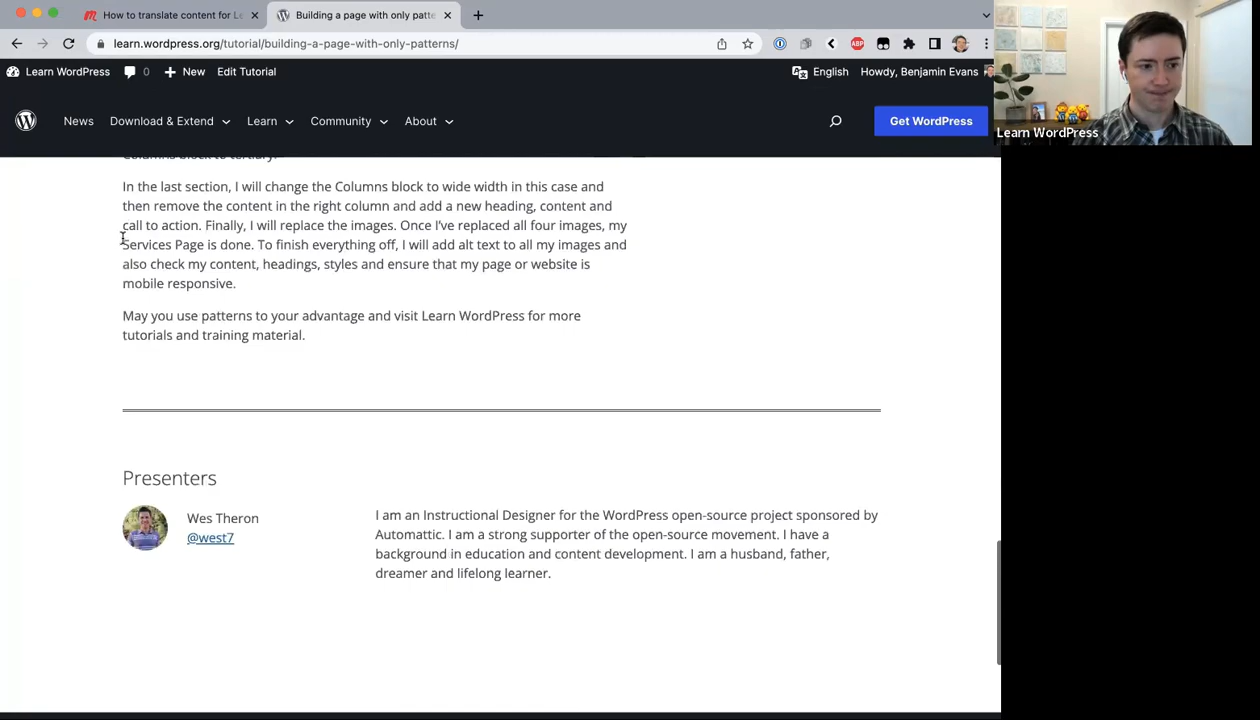 How to translate content for Le
Building a page with only patte
learn.wordpress.org/tutorial/building-a-page-with-only-patterns/
ABP
Learn WordPress 0 New Edit Tutorial English Howdy, Benjamin Evans
News Download & Extend Learn Community About Get WordPress
Learn WordPress
Columns block to tertiary.
In the last section, I will change the Columns block to wide width in this case and
then remove the content in the right column and add a new heading, content and
call to action. Finally, I will replace the images. Once I've replaced all four images, my
Services Page is done. To finish everything off, I will add alt text to all my images and
also check my content, headings, styles and ensure that my page or website is
mobile responsive.
May you use patterns to your advantage and visit Learn WordPress for more
tutorials and training material.
Presenters
Wes Theron
@west7
I am an Instructional Designer for the WordPress open-source project sponsored by
Automattic. I am a strong supporter of the open-source movement. I have a
background in education and content development. I am a husband, father,
dreamer and lifelong learner.